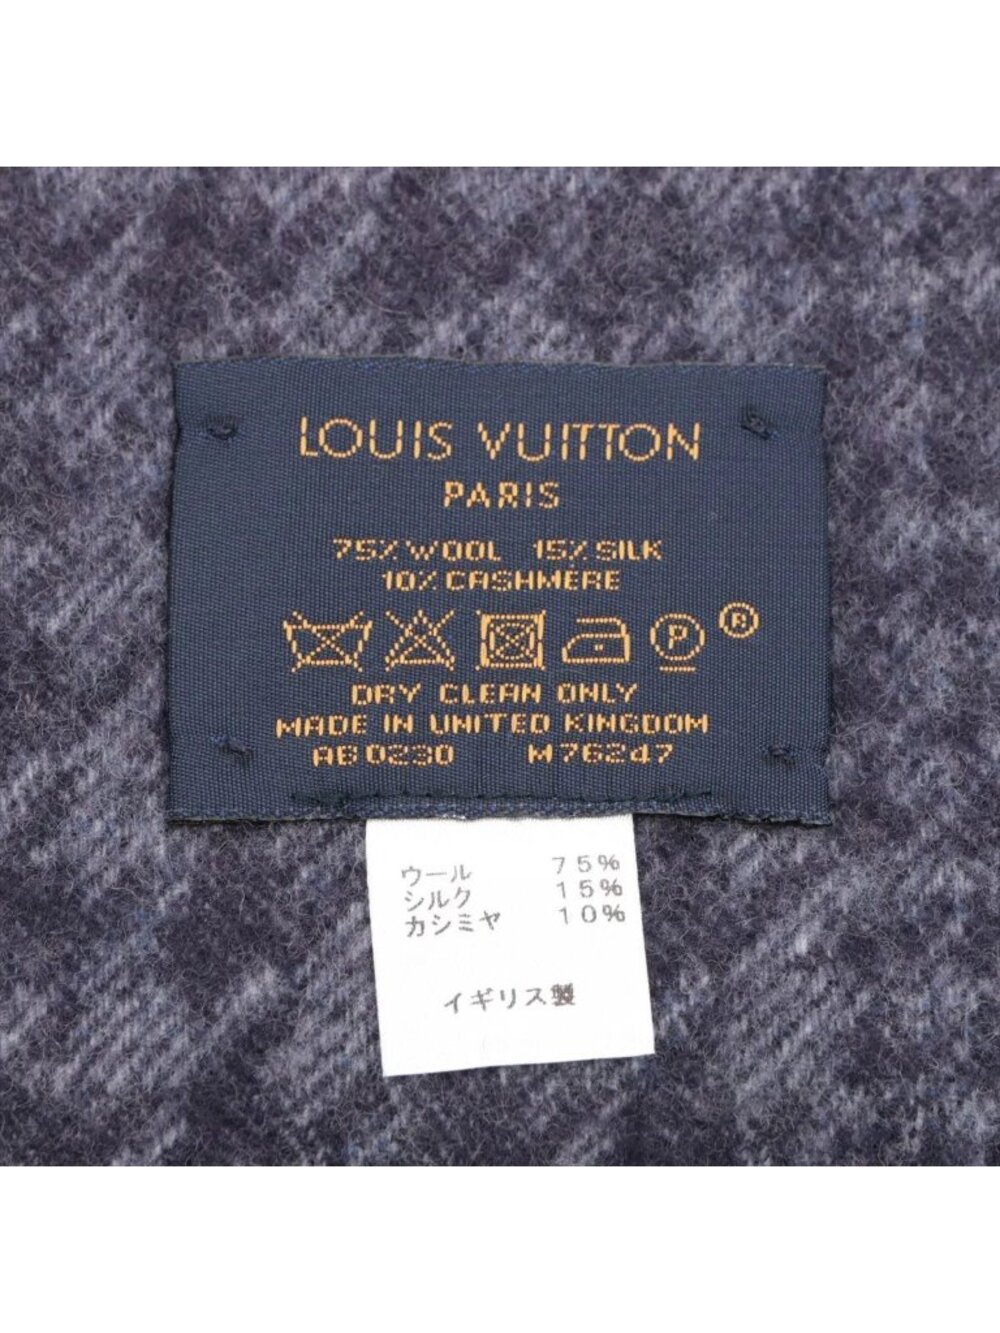 LOUIS VUITTON
PARIS
75% WOOL 15% SILK
10% CASHMERE
P ®
DRY CLEAN ONLY
MADE IN UNITED KINGDOM
AB0230 M76247
ウール 75%
シルク 15%
カシミヤ 10%
イギリス製